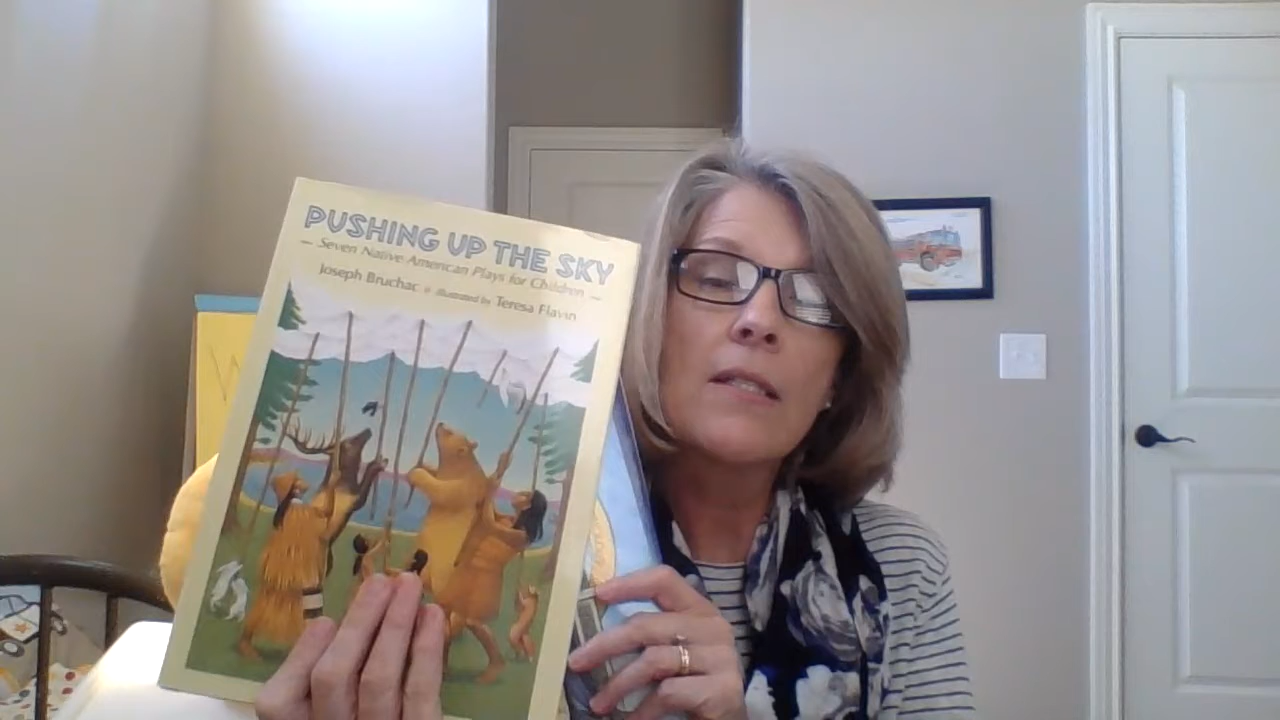 PUSHING UP THE SKY
— Seven Native American Plays for Children —
Joseph Bruchac • illustrated by Teresa Flavin